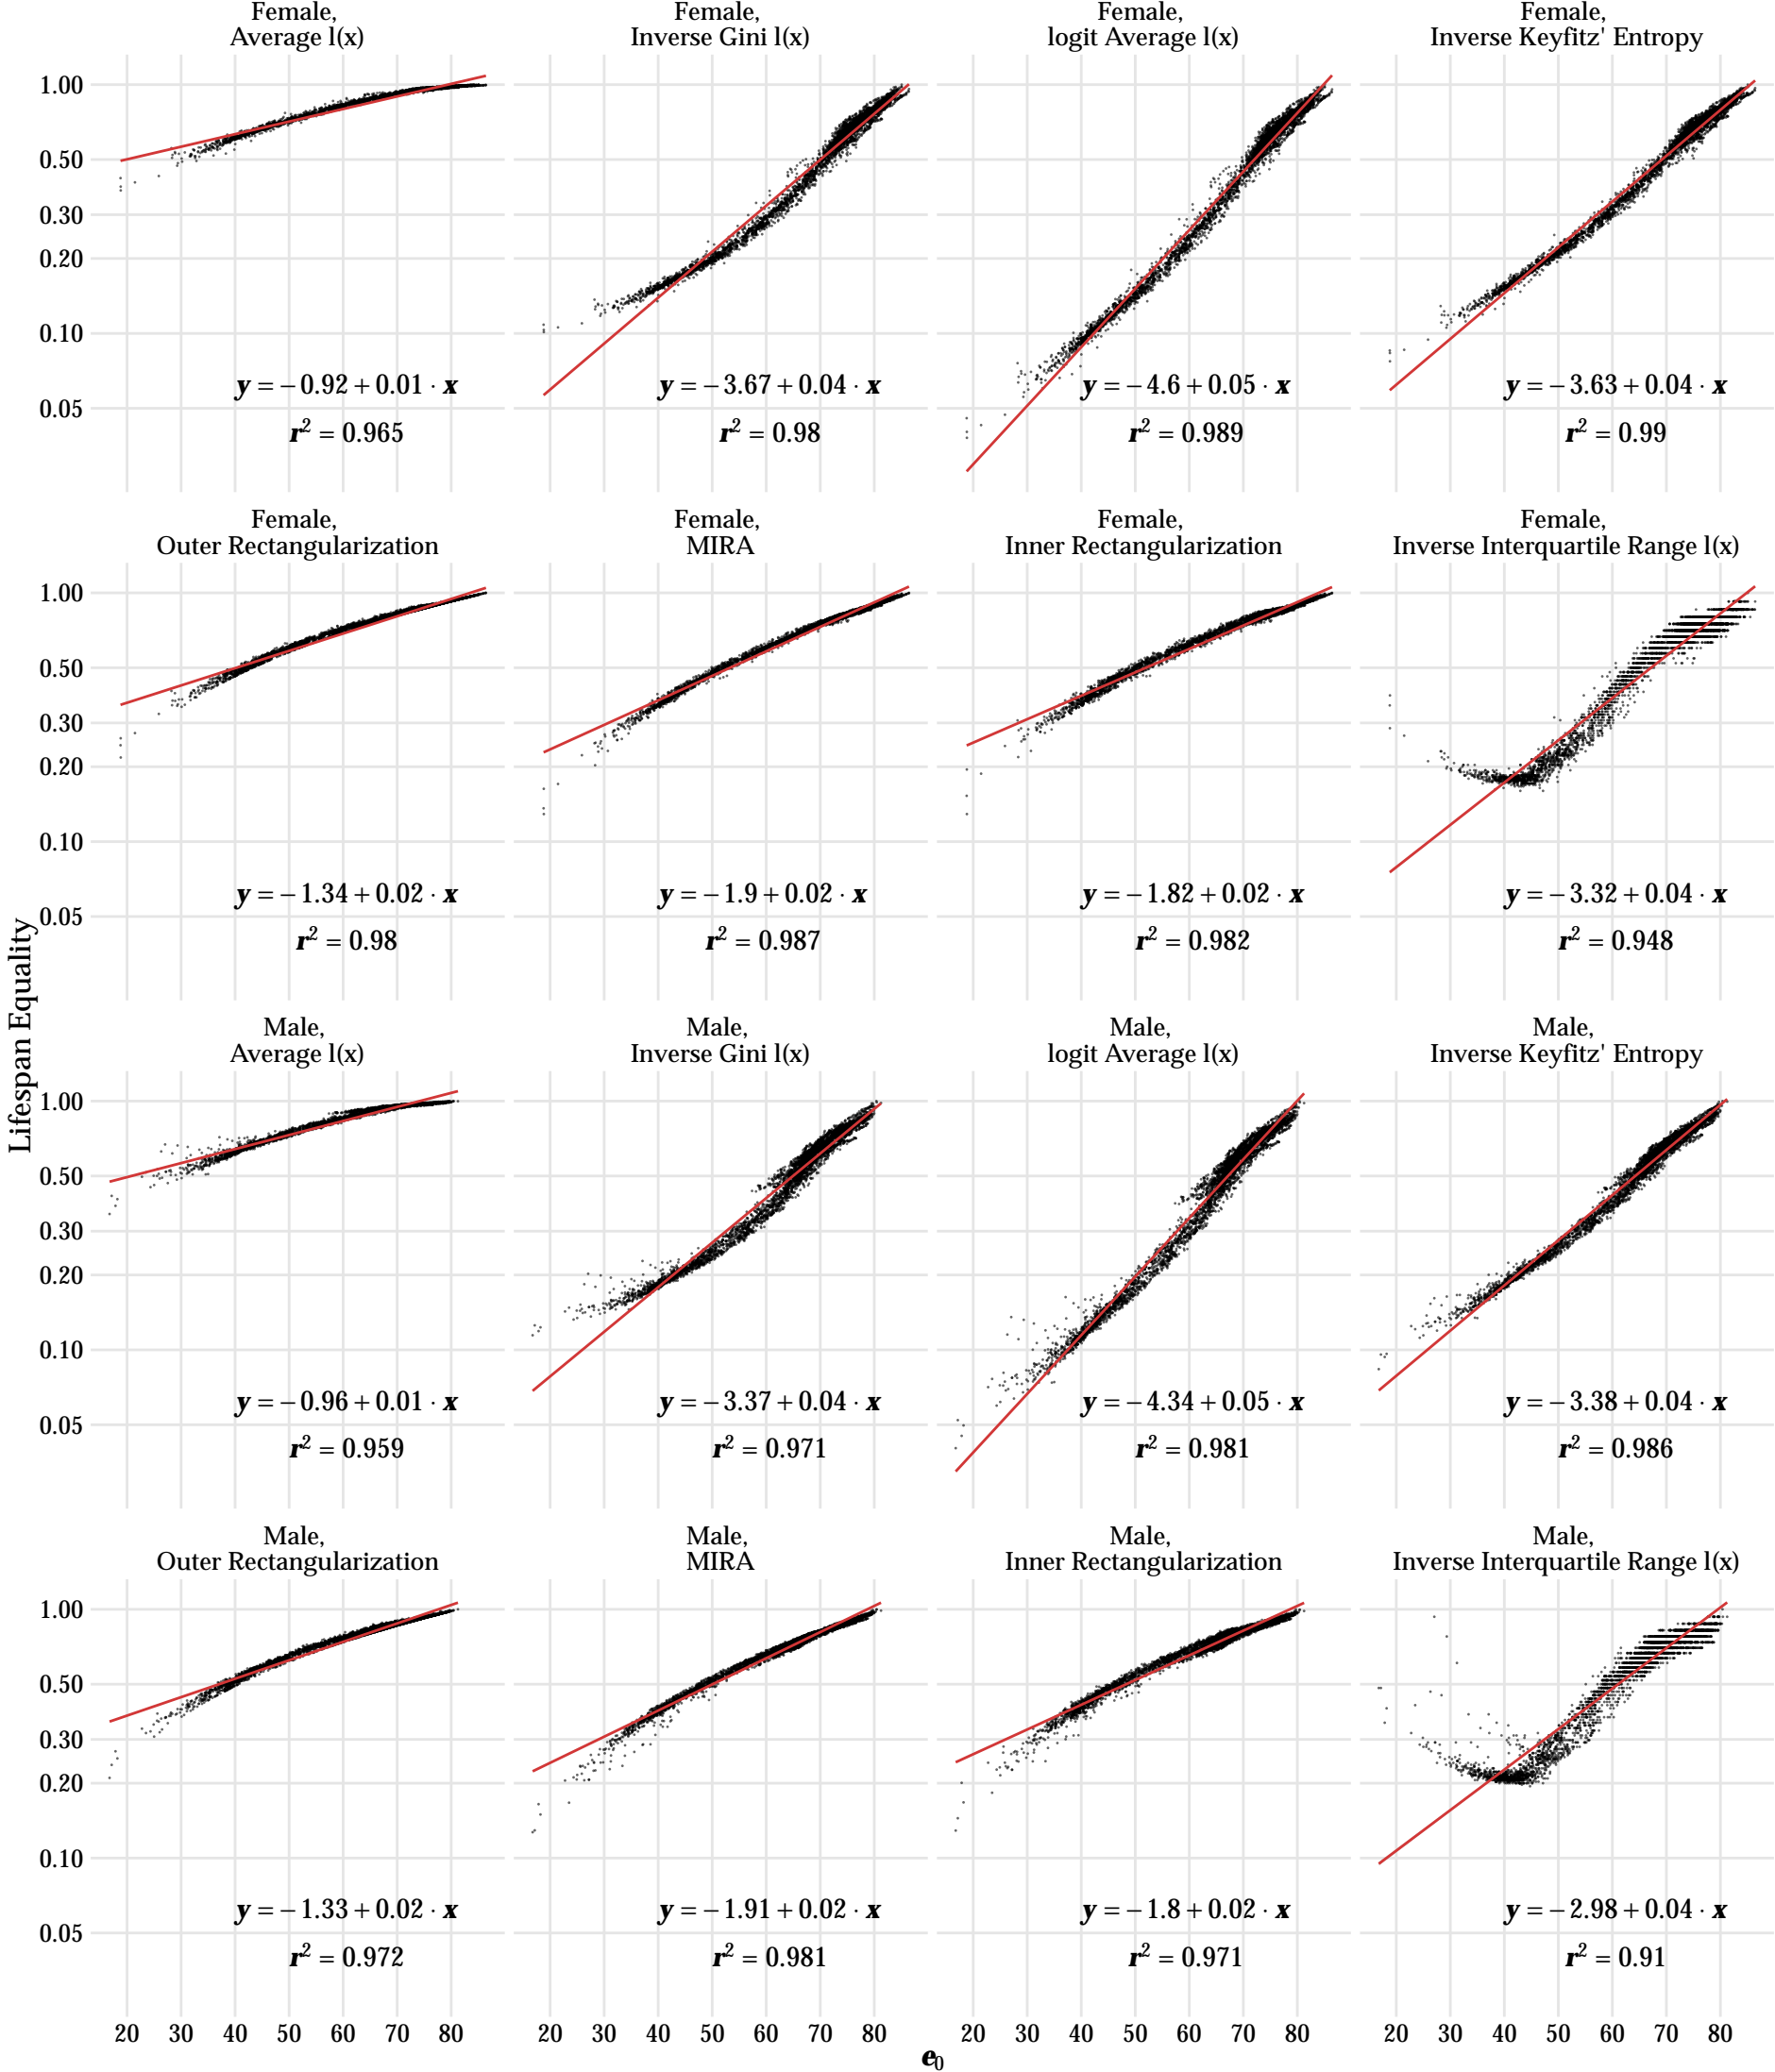 Female,
Average l(x)
Female,
Inverse Gini l(x)
Female,
logit Average l(x)
Female,
Inverse Keyfitz' Entropy
1.00
0.50
0.30
0.20
0.10
0.05
y = −0.92 + 0.01 · x
r² = 0.965
y = −3.67 + 0.04 · x
r² = 0.98
y = −4.6 + 0.05 · x
r² = 0.989
y = −3.63 + 0.04 · x
r² = 0.99
Female,
Outer Rectangularization
Female,
MIRA
Female,
Inner Rectangularization
Female,
Inverse Interquartile Range l(x)
1.00
0.50
0.30
0.20
0.10
0.05
y = −1.34 + 0.02 · x
r² = 0.98
y = −1.9 + 0.02 · x
r² = 0.987
y = −1.82 + 0.02 · x
r² = 0.982
y = −3.32 + 0.04 · x
r² = 0.948
Lifespan Equality
Male,
Average l(x)
Male,
Inverse Gini l(x)
Male,
logit Average l(x)
Male,
Inverse Keyfitz' Entropy
1.00
0.50
0.30
0.20
0.10
0.05
y = −0.96 + 0.01 · x
r² = 0.959
y = −3.37 + 0.04 · x
r² = 0.971
y = −4.34 + 0.05 · x
r² = 0.981
y = −3.38 + 0.04 · x
r² = 0.986
Male,
Outer Rectangularization
Male,
MIRA
Male,
Inner Rectangularization
Male,
Inverse Interquartile Range l(x)
1.00
0.50
0.30
0.20
0.10
0.05
y = −1.33 + 0.02 · x
r² = 0.972
y = −1.91 + 0.02 · x
r² = 0.981
y = −1.8 + 0.02 · x
r² = 0.971
y = −2.98 + 0.04 · x
r² = 0.91
20 30 40 50 60 70 80
20 30 40 50 60 70 80
20 30 40 50 60 70 80
20 30 40 50 60 70 80
e₀